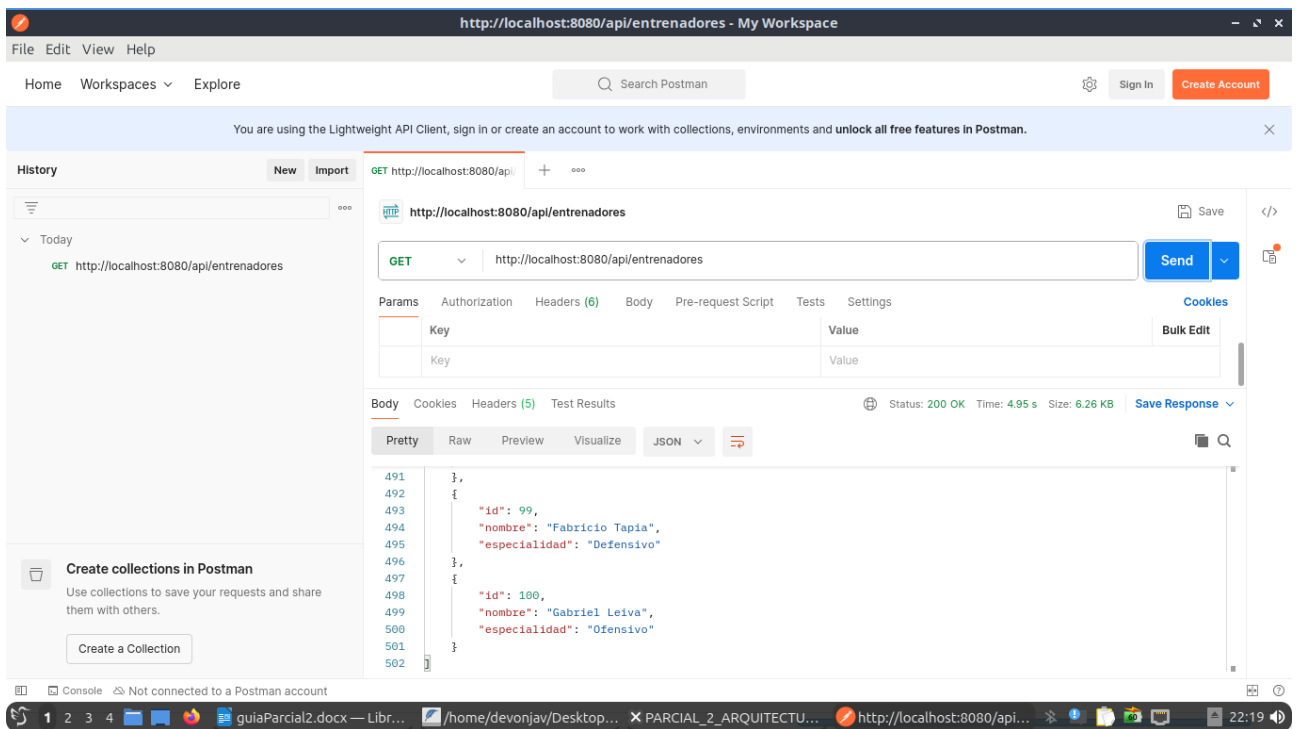 http://localhost:8080/api/entrenadores - My Workspace
File Edit View Help
Home Workspaces Explore
Search Postman
Sign In
Create Account
You are using the Lightweight API Client, sign in or create an account to work with collections, environments and unlock all free features in Postman.
History
New Import
GET http://localhost:8080/api/
HTTP http://localhost:8080/api/entrenadores
Save
</>
Today
GET http://localhost:8080/api/entrenadores
GET http://localhost:8080/api/entrenadores
Send
Params Authorization Headers (6) Body Pre-request Script Tests Settings Cookies
Key Value Bulk Edit
Key Value
Body Cookies Headers (5) Test Results
Status: 200 OK Time: 4.95 s Size: 6.26 KB Save Response
Pretty Raw Preview Visualize JSON
491 },
492 {
493 "id": 99,
494 "nombre": "Fabricio Tapia",
495 "especialidad": "Defensivo"
496 },
497 {
498 "id": 100,
499 "nombre": "Gabriel Leiva",
500 "especialidad": "Ofensivo"
501 }
502 ]
Create collections in Postman
Use collections to save your requests and share
them with others.
Create a Collection
Console Not connected to a Postman account
1 2 3 4 guiaParcial2.docx — Libr... /home/devonjav/Desktop... PARCIAL_2_ARQUITECTU... http://localhost:8080/api... 60 22:19